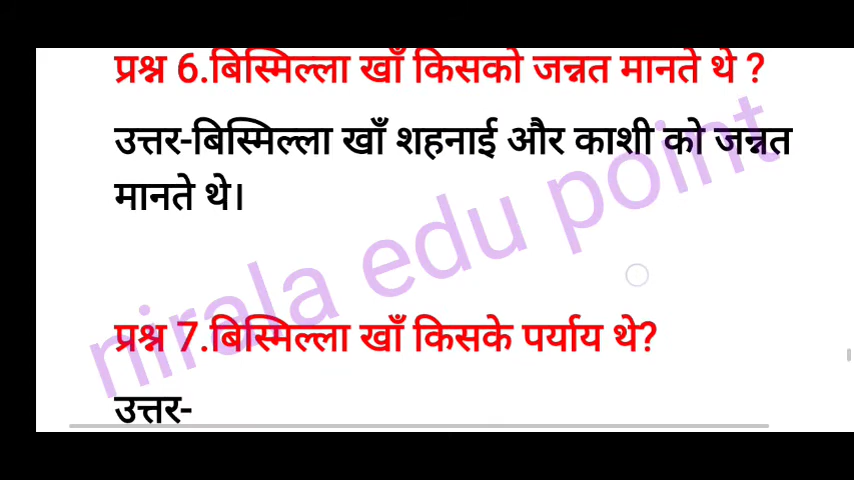 प्रश्न 6.बिस्मिल्ला खाँ किसको जन्नत मानते थे ?
उत्तर-बिस्मिल्ला खाँ शहनाई और काशी को जन्नत
मानते थे।
nirala edu point
प्रश्न 7.बिस्मिल्ला खाँ किसके पर्याय थे?
उत्तर-